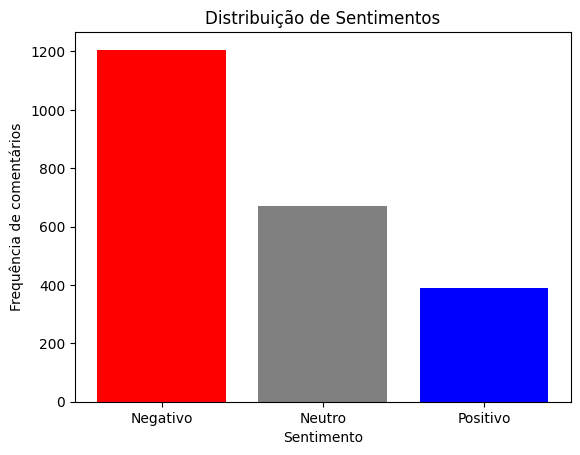 Distribuição de Sentimentos
Frequência de comentários
1200
1000
800
600
400
200
0
Negativo Neutro Positivo
Sentimento